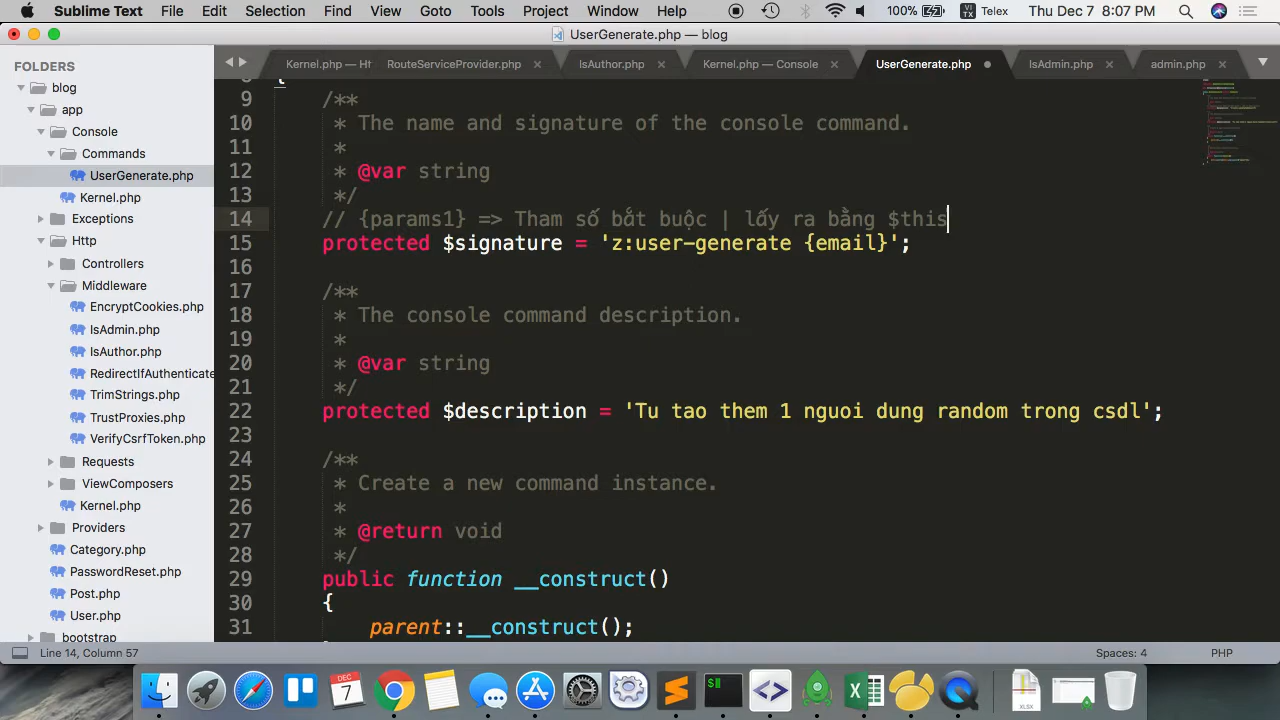 Sublime Text File Edit Selection Find View Goto Tools Project Window Help 100% VI TX Telex Thu Dec 7 8:07 PM
UserGenerate.php — blog
FOLDERS
blog
app
Console
Commands
UserGenerate.php
Kernel.php
Exceptions
Http
Controllers
Middleware
EncryptCookies.php
IsAdmin.php
IsAuthor.php
RedirectIfAuthenticate
TrimStrings.php
TrustProxies.php
VerifyCsrfToken.php
Requests
ViewComposers
Kernel.php
Providers
Category.php
PasswordReset.php
Post.php
User.php
bootstrap
Kernel.php — Ht RouteServiceProvider.php IsAuthor.php Kernel.php — Console UserGenerate.php IsAdmin.php admin.php
{
9 /**
10 * The name and signature of the console command.
11 *
12 * @var string
13 */
14 // {params1} => Tham số bắt buộc | lấy ra bằng $this
15 protected $signature = 'z:user-generate {email}';
16
17 /**
18 * The console command description.
19 *
20 * @var string
21 */
22 protected $description = 'Tu tao them 1 nguoi dung random trong csdl';
23
24 /**
25 * Create a new command instance.
26 *
27 * @return void
28 */
29 public function __construct()
30 {
31 parent::__construct();
Line 14, Column 57 Spaces: 4 PHP
DEC
7
XLSX